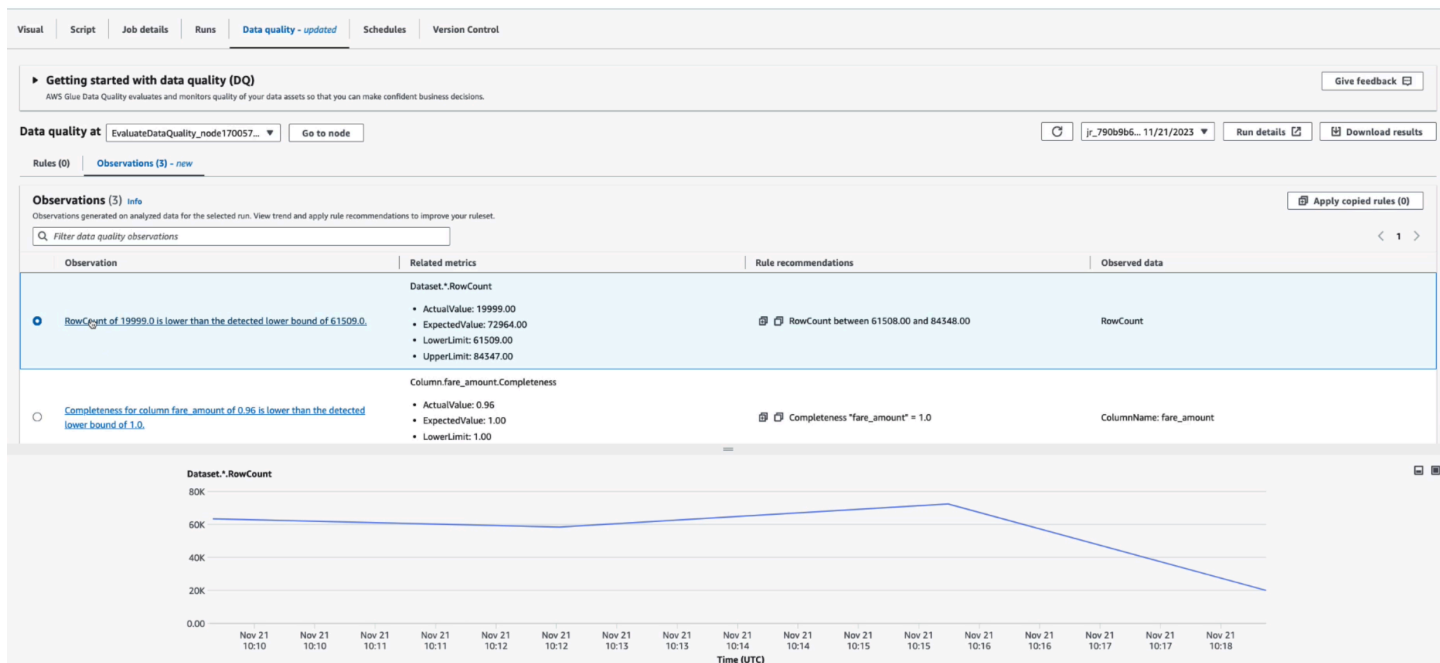 Visual Script Job details Runs Data quality - updated Schedules Version Control
Getting started with data quality (DQ)
Give feedback
AWS Glue Data Quality evaluates and monitors quality of your data assets so that you can make confident business decisions.
Data quality at EvaluateDataQuality_node170057... Go to node jr_790b9b6... 11/21/2023 Run details Download results
Rules (0) Observations (3) - new
Observations (3) Info
Apply copied rules (0)
Observations generated on analyzed data for the selected run. View trend and apply rule recommendations to improve your ruleset.
Filter data quality observations
1
Observation Related metrics Rule recommendations Observed data
Dataset.*.RowCount
• ActualValue: 19999.00
RowCount of 19999.0 is lower than the detected lower bound of 61509.0.
• ExpectedValue: 72964.00
RowCount between 61508.00 and 84348.00
RowCount
• LowerLimit: 61509.00
• UpperLimit: 84347.00
Column.fare_amount.Completeness
Completeness for column fare_amount of 0.96 is lower than the detected
lower bound of 1.0.
• ActualValue: 0.96
• ExpectedValue: 1.00
• LowerLimit: 1.00
Completeness "fare_amount" = 1.0
ColumnName: fare_amount
Dataset.*.RowCount
80K
60K
40K
20K
0.00
Nov 21 Nov 21 Nov 21 Nov 21 Nov 21 Nov 21 Nov 21 Nov 21 Nov 21 Nov 21 Nov 21 Nov 21 Nov 21 Nov 21 Nov 21 Nov 21 Nov 21
10:10 10:10 10:11 10:11 10:12 10:12 10:13 10:13 10:14 10:14 10:15 10:15 10:16 10:16 10:17 10:17 10:18
Time (UTC)